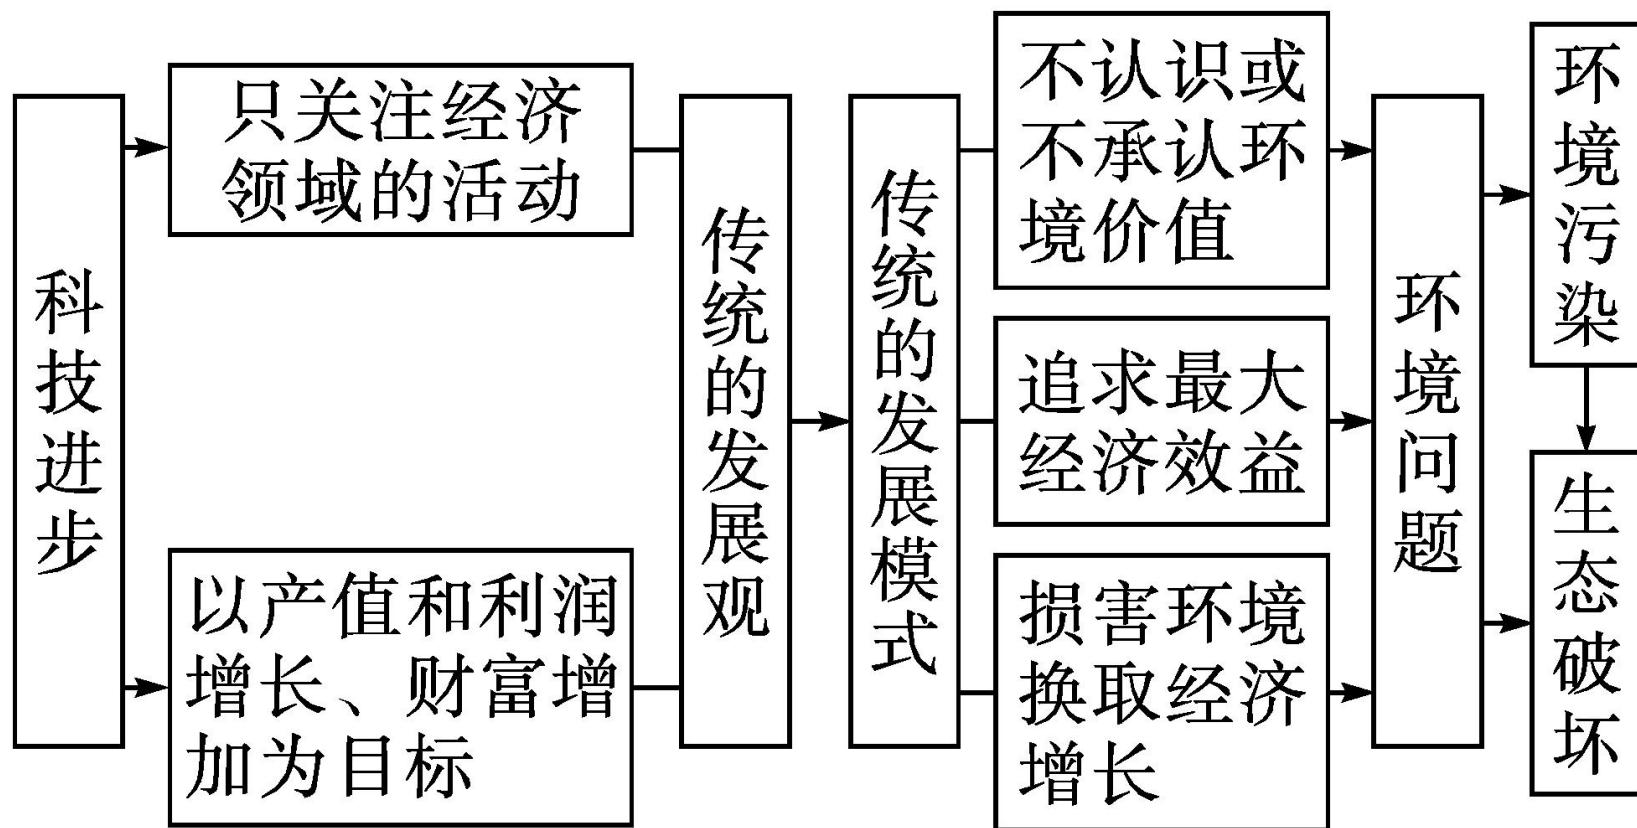 科技进步
只关注经济
领域的活动
以产值和利润
增长、财富增
加为目标
传统的发展观
传统的发展模式
不认识或
不承认环
境价值
追求最大
经济效益
损害环境
换取经济
增长
环境问题
环境污染
生态破坏